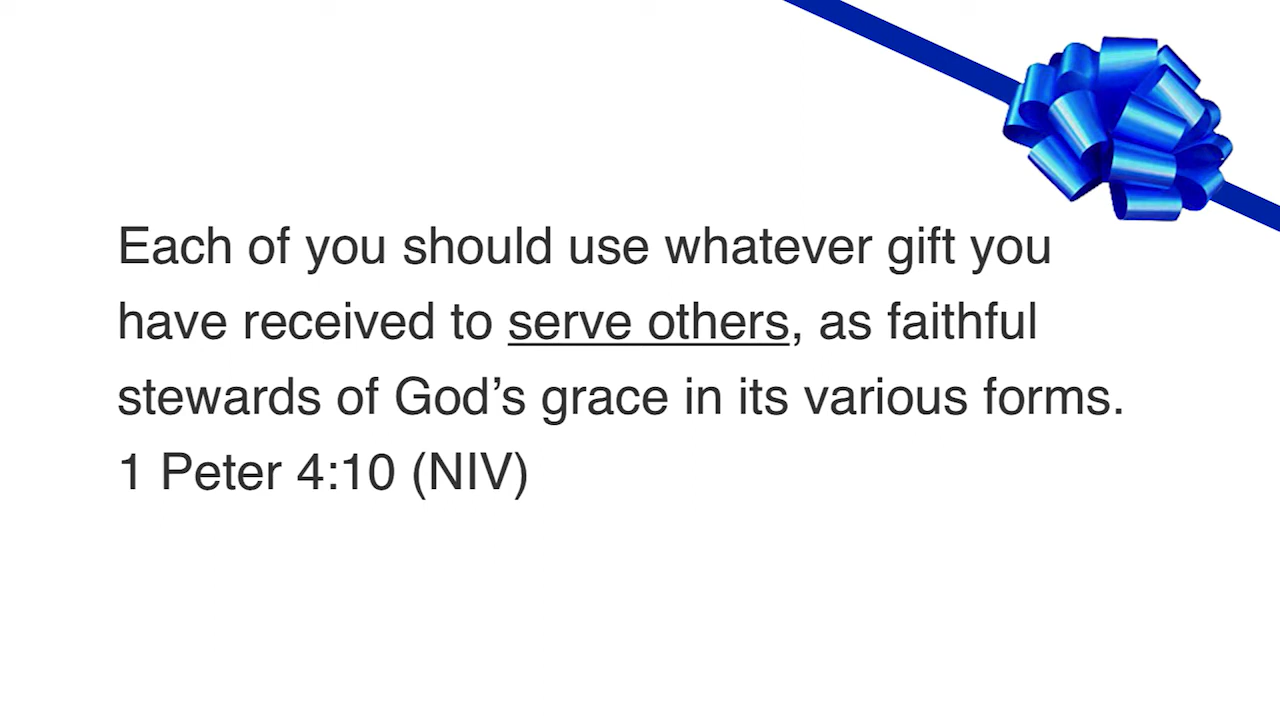 Each of you should use whatever gift you
have received to serve others, as faithful
stewards of God’s grace in its various forms.
1 Peter 4:10 (NIV)